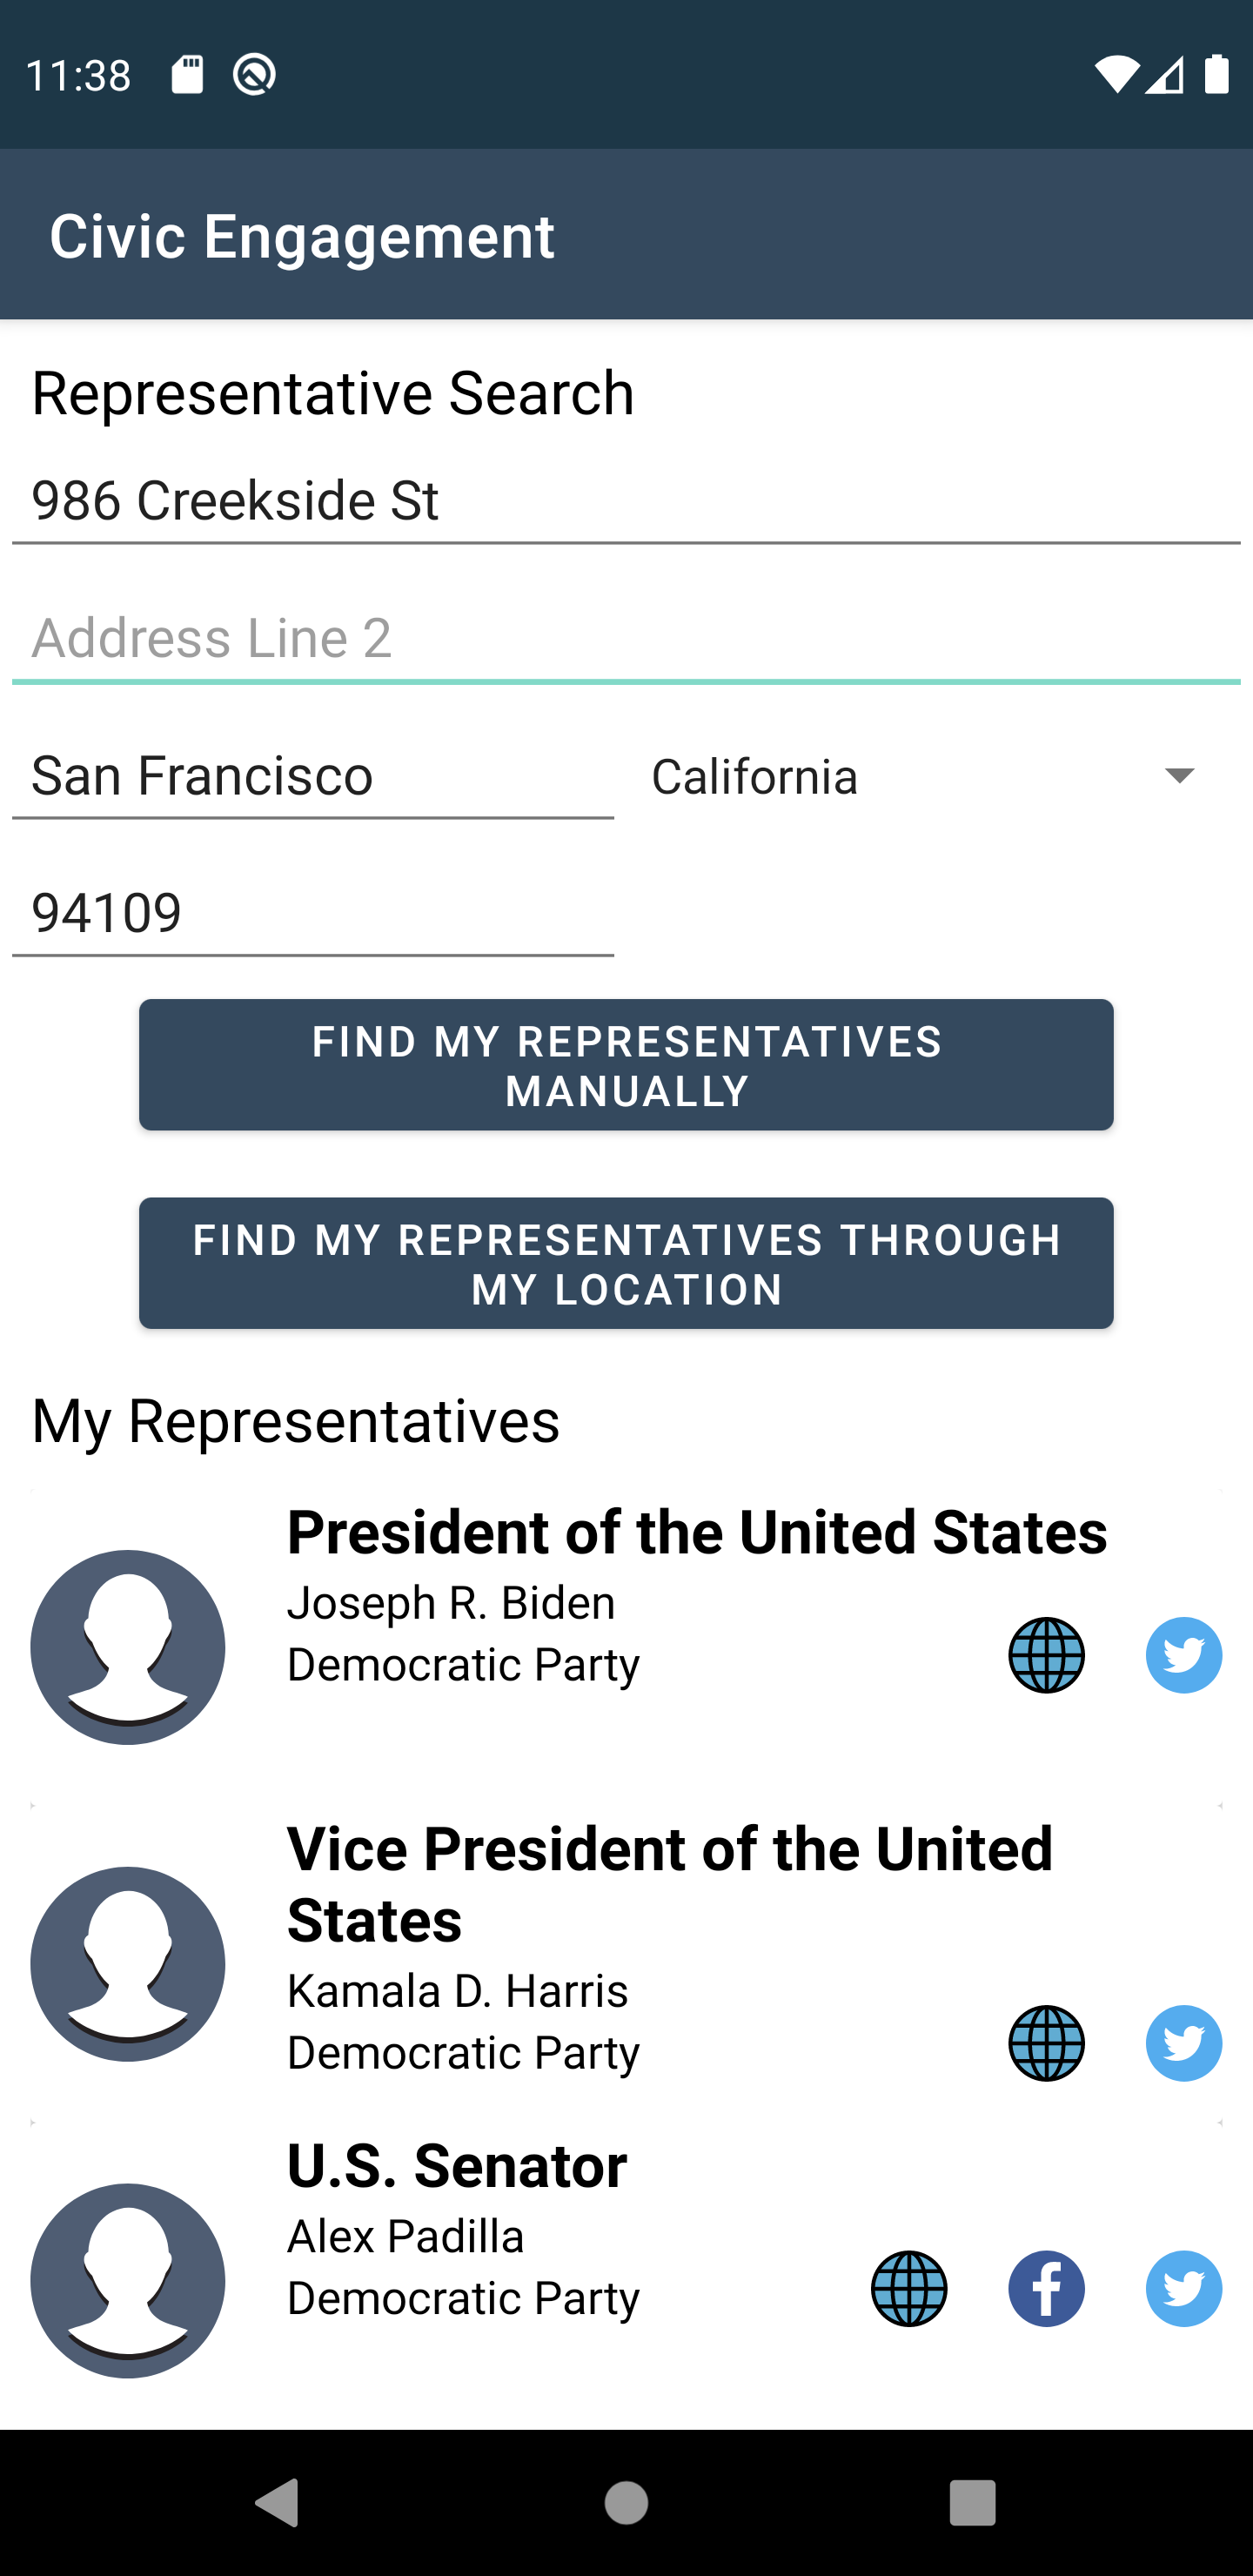 11:38
Civic Engagement
Representative Search
986 Creekside St
Address Line 2
San Francisco
California
94109
FIND MY REPRESENTATIVES
MANUALLY
FIND MY REPRESENTATIVES THROUGH
MY LOCATION
My Representatives
President of the United States
Joseph R. Biden
Democratic Party
Vice President of the United
States
Kamala D. Harris
Democratic Party
U.S. Senator
Alex Padilla
Democratic Party